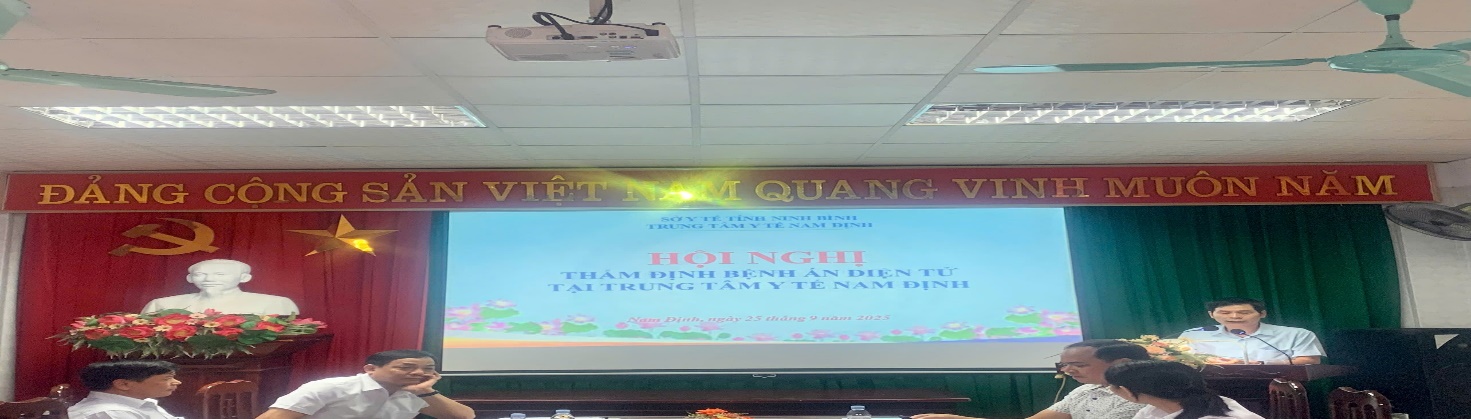 ĐẢNG CỘNG SẢN VIỆT NAM QUANG VINH MUÔN NĂM
SỞ Y TẾ TỈNH NINH BÌNH
TRUNG TÂM Y TẾ NAM ĐỊNH
HỘI NGHỊ
THẨM ĐỊNH BỆNH ÁN ĐIỆN TỬ
TẠI TRUNG TÂM Y TẾ NAM ĐỊNH
Nam Định, ngày 25 tháng 9 năm 2025